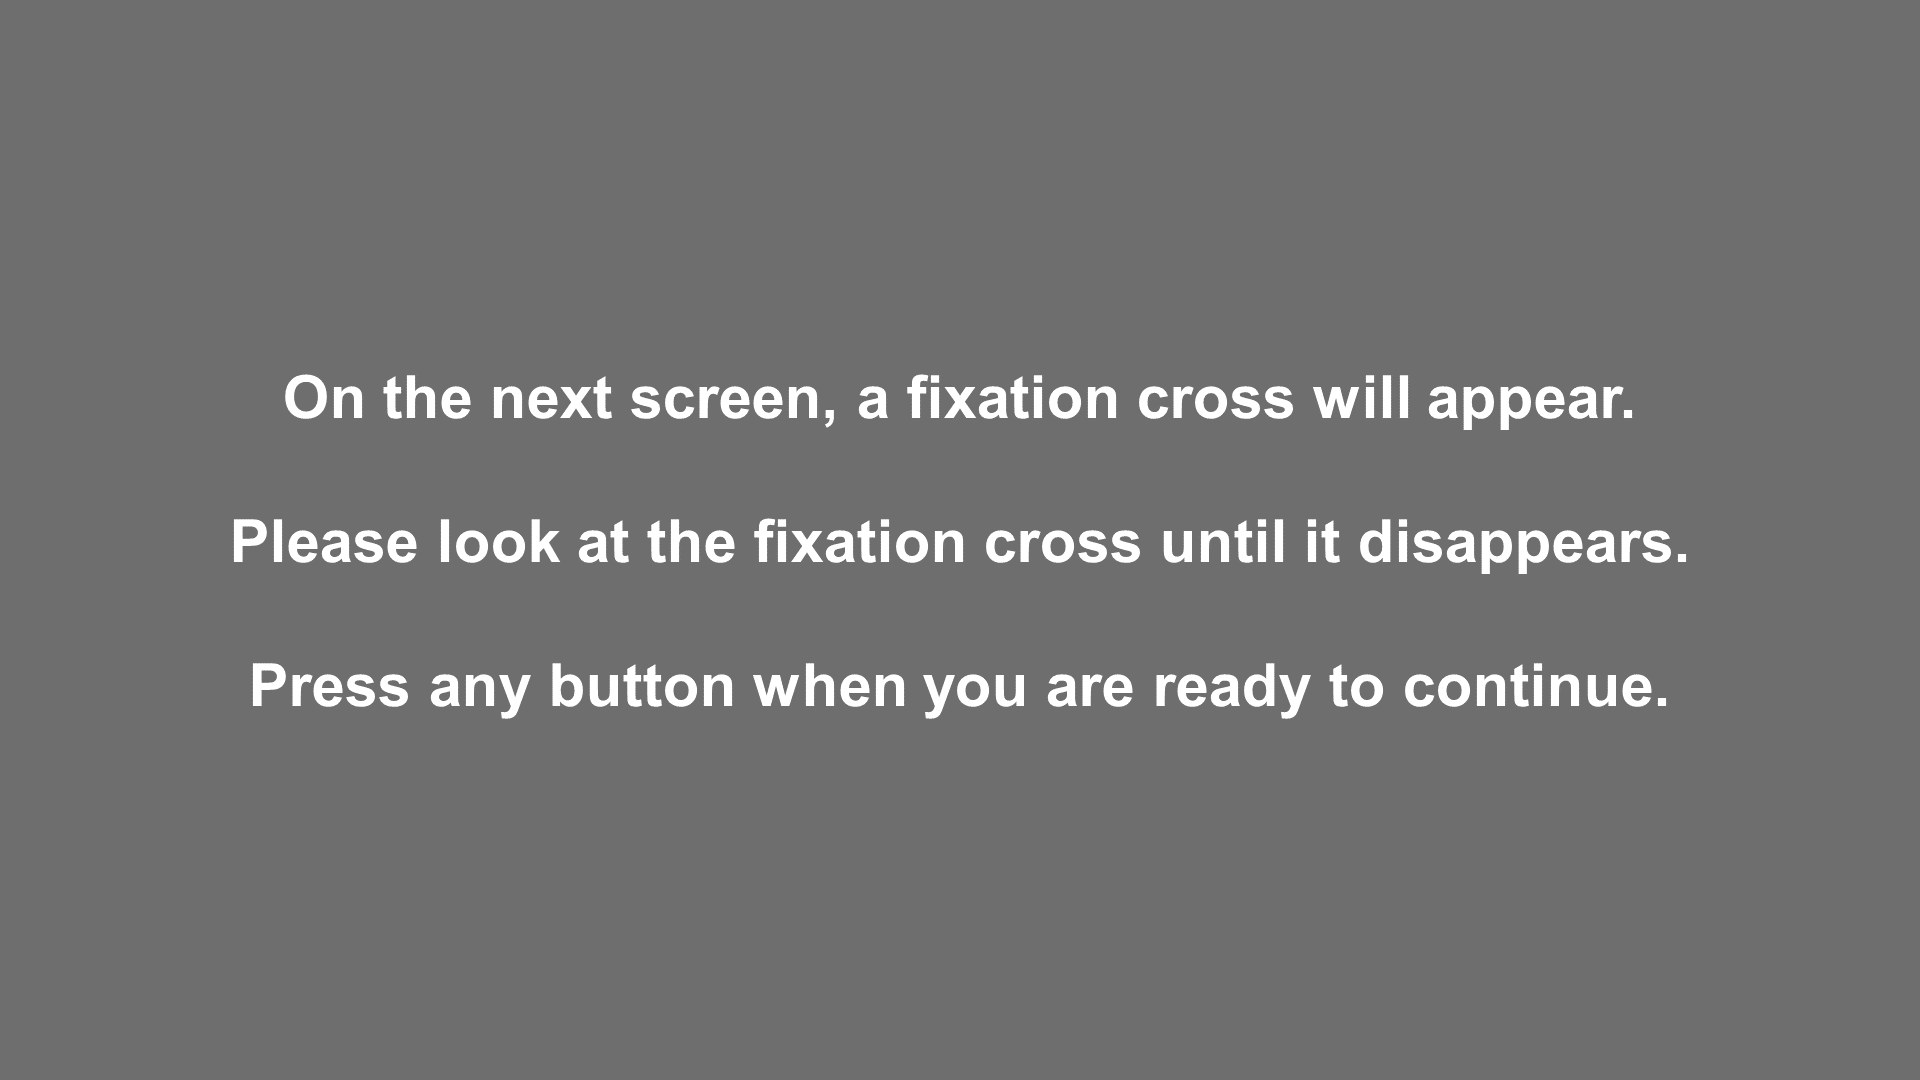 On the next screen, a fixation cross will appear.
Please look at the fixation cross until it disappears.
Press any button when you are ready to continue.